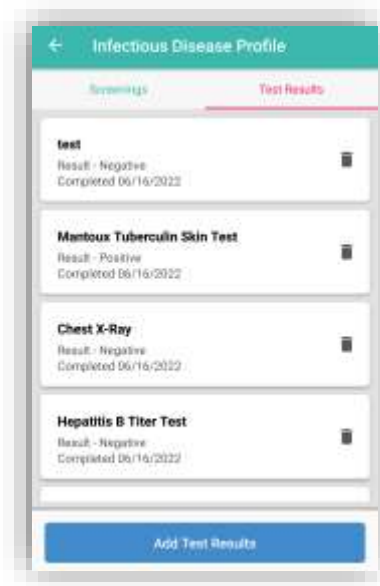 Infectious Disease Profile
Screenings
Test Results
test
Result - Negative
Completed 06/16/2022
Mantoux Tuberculin Skin Test
Result - Positive
Completed 06/16/2022
Chest X-Ray
Result - Negative
Completed 06/16/2022
Hepatitis B Titer Test
Result - Negative
Completed 06/16/2022
Add Test Results